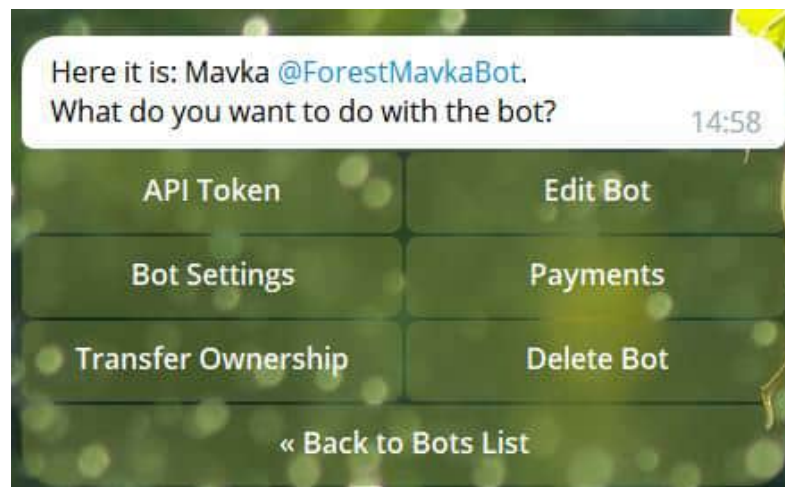 Here it is: Mavka @ForestMavkaBot.
What do you want to do with the bot?
14:58
API Token
Edit Bot
Bot Settings
Payments
Transfer Ownership
Delete Bot
« Back to Bots List